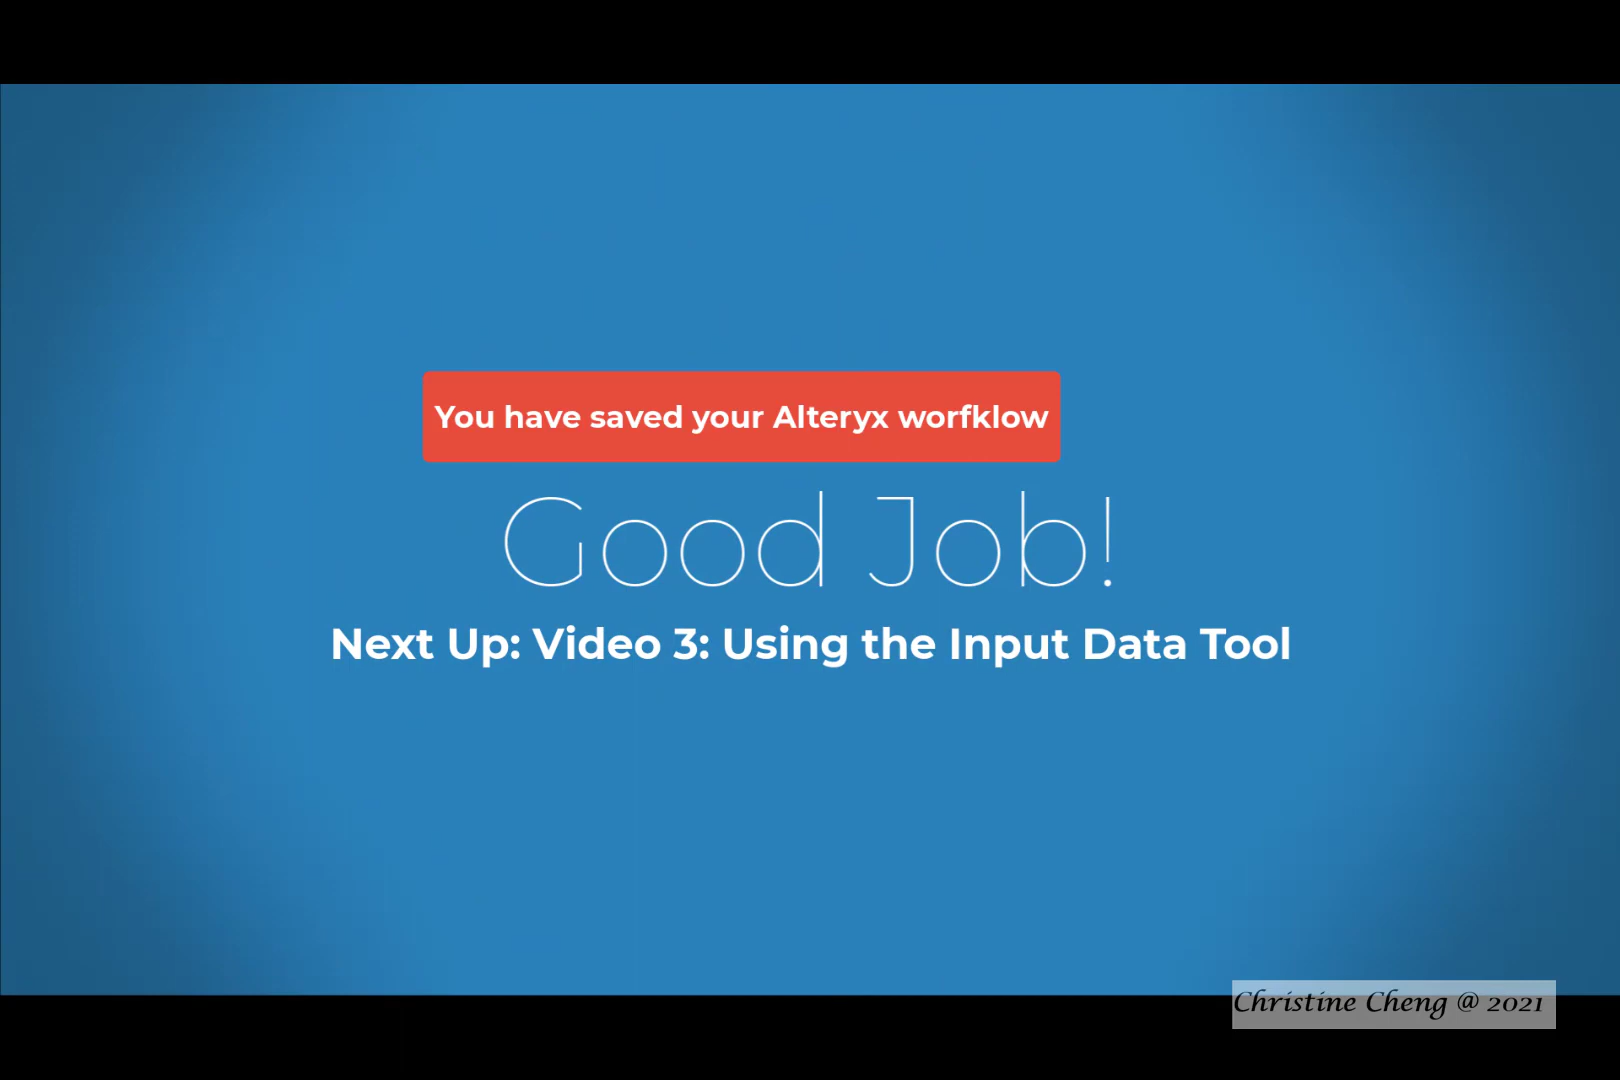 You have saved your Alteryx worfklow
Good Job!
Next Up: Video 3: Using the Input Data Tool
Christine Cheng @ 2021